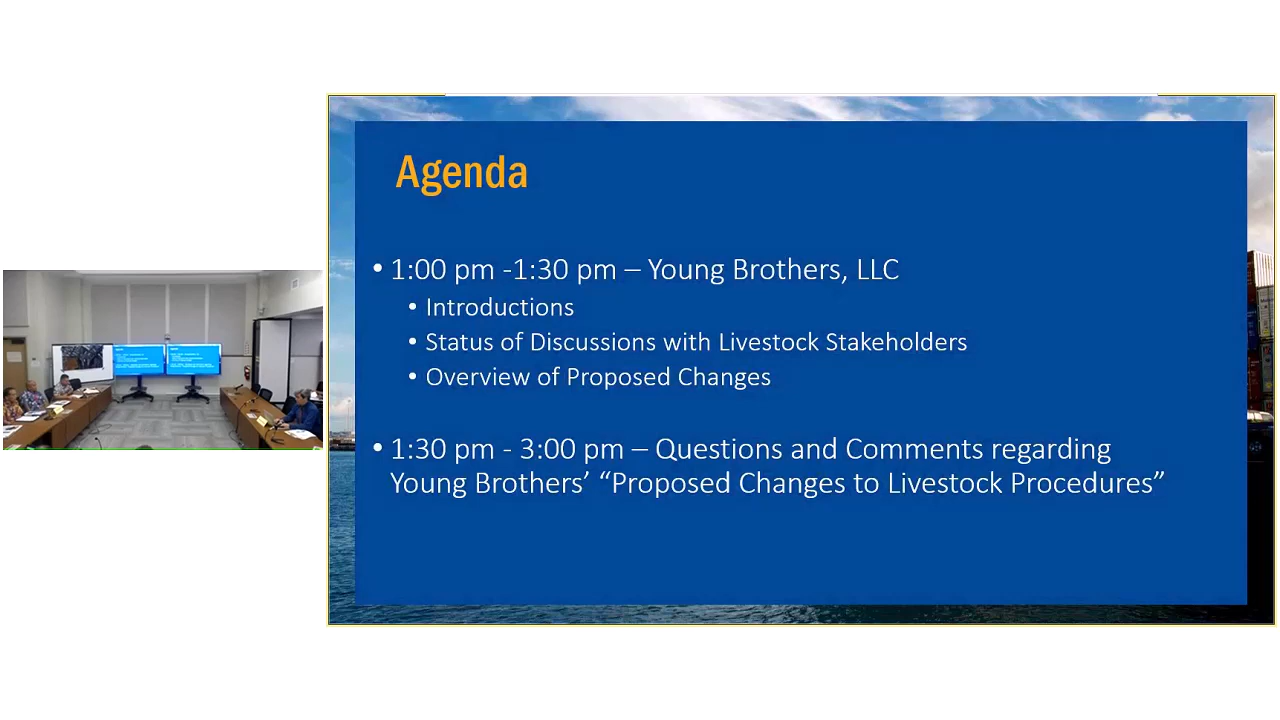 Agenda
• 1:00 pm -1:30 pm – Young Brothers, LLC
• Introductions
• Status of Discussions with Livestock Stakeholders
• Overview of Proposed Changes
• 1:30 pm - 3:00 pm – Questions and Comments regarding
Young Brothers’ “Proposed Changes to Livestock Procedures”